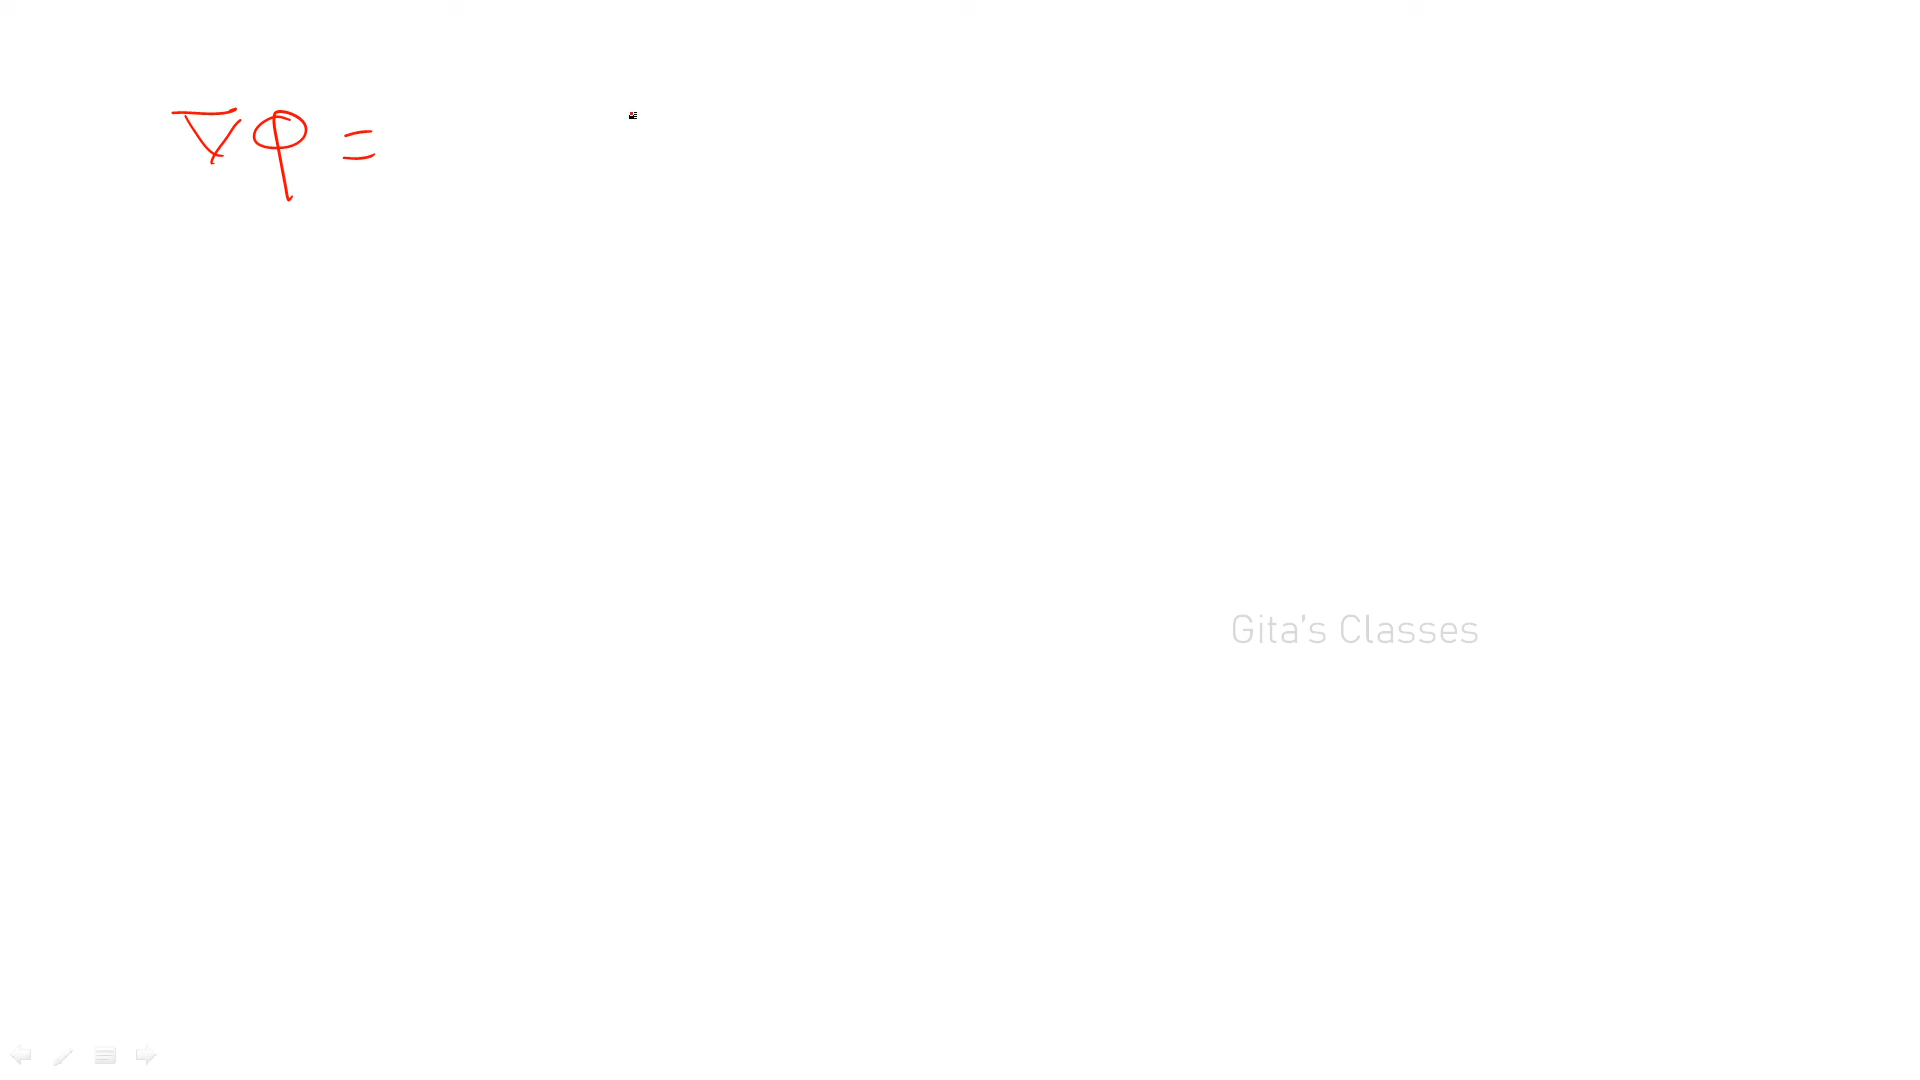 ∇φ =
Gita's Classes